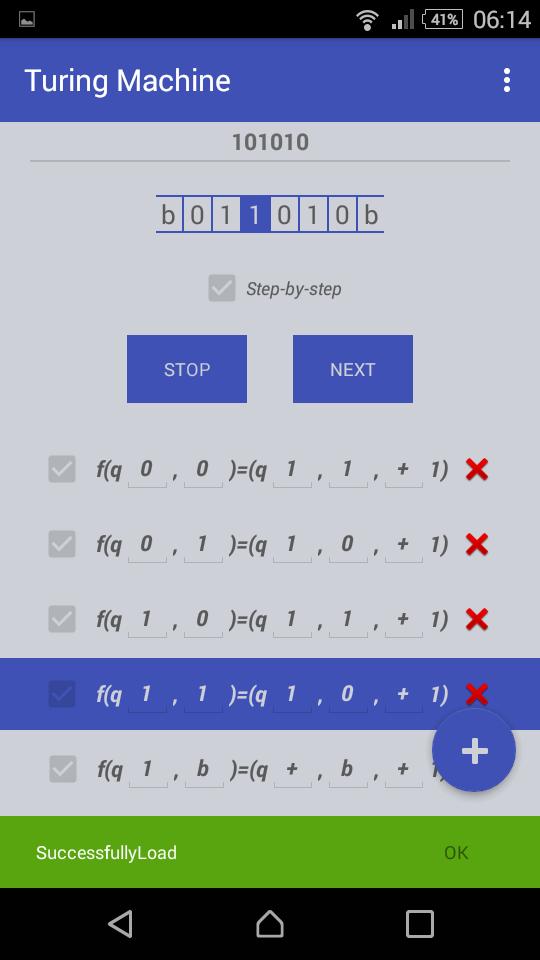 41% 06:14
Turing Machine
101010
b 0 1 1 0 1 0 b
Step-by-step
STOP NEXT
f(q 0 , 0 )=(q 1 , 1 , + 1)
f(q 0 , 1 )=(q 1 , 0 , + 1)
f(q 1 , 0 )=(q 1 , 1 , + 1)
f(q 1 , 1 )=(q 1 , 0 , + 1)
f(q 1 , b )=(q + , b , + 1)
SuccessfullyLoad OK